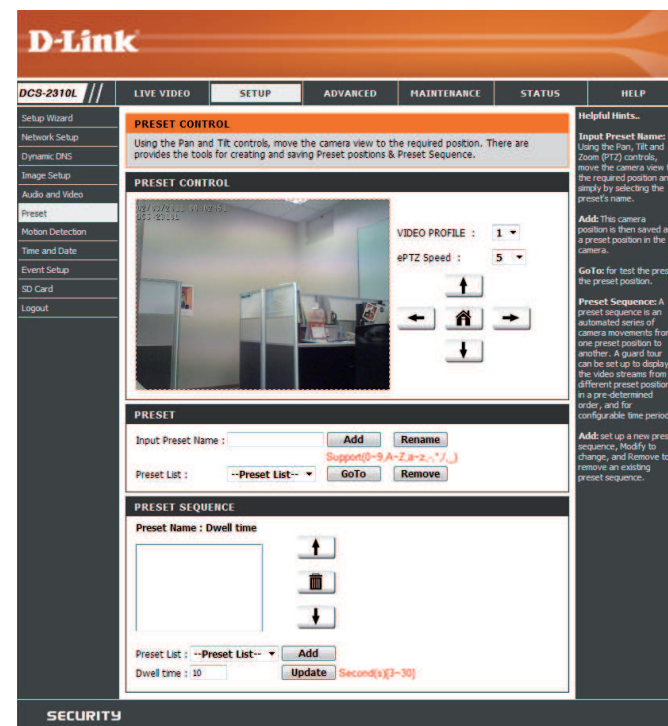 D-Link
DCS-2310L //
LIVE VIDEO
SETUP
ADVANCED
MAINTENANCE
STATUS
HELP
Setup Wizard
Network Setup
Dynamic DNS
Image Setup
Audio and Video
Preset
Motion Detection
Time and Date
Event Setup
SD Card
Logout
PRESET CONTROL
Using the Pan and Tilt controls, move the camera view to the required position. There are
provides the tools for creating and saving Preset positions & Preset Sequence.
PRESET CONTROL
DCS-2310L
VIDEO PROFILE : 1
ePTZ Speed : 5
PRESET
Input Preset Name : Add Rename
Support(0~9,A~Z,a~z,-,*,/,_)
Preset List : --Preset List-- GoTo Remove
PRESET SEQUENCE
Preset Name : Dwell time
Preset List : --Preset List-- Add
Dwell time : 10 Update Second(s)[3~30]
Helpful Hints..
Input Preset Name:
Using the Pan, Tilt and
Zoom (PTZ) controls,
move the camera view t
the required position an
simply by selecting the
preset's name.
Add: This camera
position is then saved a
a preset position in the
camera.
GoTo: for test the pres
the preset position.
Preset Sequence: A
preset sequence is an
automated series of
camera movements from
one preset position to
another. A guard tour
can be set up to display
the video streams from
different preset position
in a pre-determined
order, and for
configurable time period
Add: set up a new pres
sequence, Modify to
change, and Remove to
remove an existing
preset sequence.
SECURITY